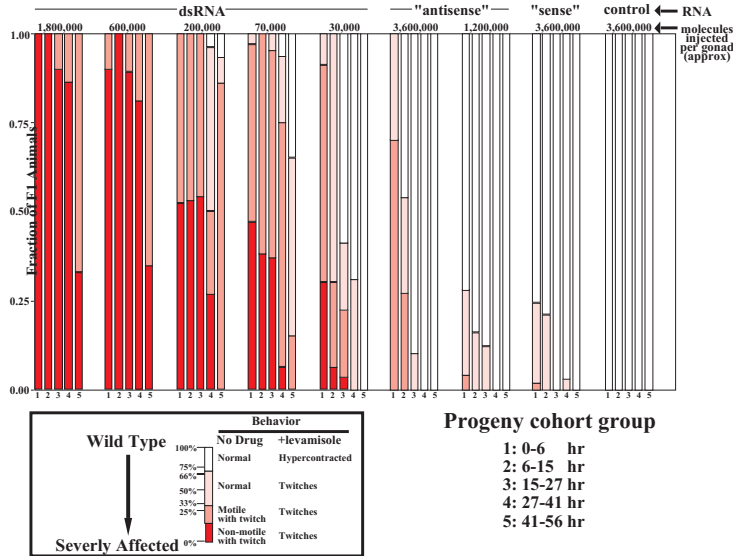 dsRNA "antisense" "sense" control RNA
1,800,000 600,000 200,000 70,000 30,000 3,600,000 1,200,000 3,600,000 3,600,000 molecules
injected
per gonad
(approx)
1.00
0.75
0.50
0.25
0.00
Fraction of F1 Animals
1 2 3 4 5 1 2 3 4 5 1 2 3 4 5 1 2 3 4 5 1 2 3 4 5 1 2 3 4 5 1 2 3 4 5 1 2 3 4 5 1 2 3 4 5
Behavior
No Drug +levamisole
Wild Type
Severly Affected
100%
75%
66%
50%
33%
25%
0%
Normal Hypercontracted
Normal Twitches
Motile
with twitch Twitches
Non-motile
with twitch Twitches
Progeny cohort group
1: 0-6 hr
2: 6-15 hr
3: 15-27 hr
4: 27-41 hr
5: 41-56 hr